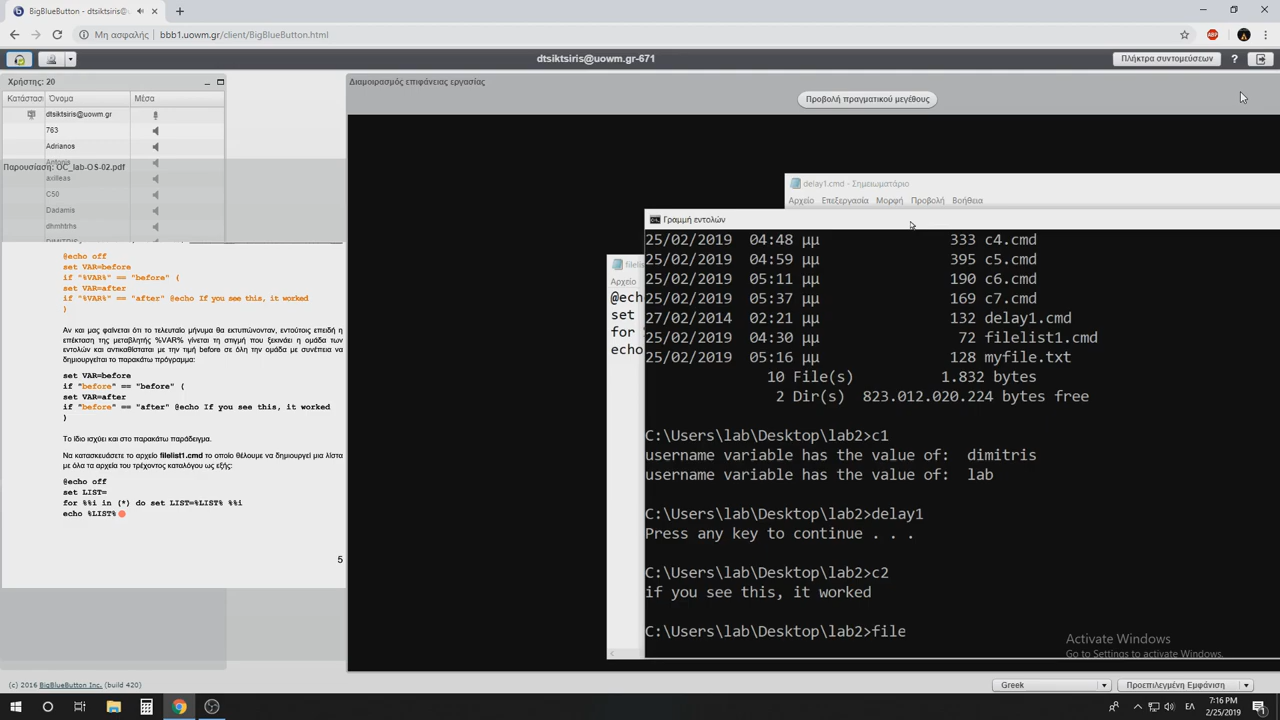 BigBlueButton - dtsiktsiris@
Μη ασφαλής
bbb1.uowm.gr/client/BigBlueButton.html
ABP
dtsiktsiris@uowm.gr-671
Πλήκτρα συντομεύσεων
?
Χρήστης: 20
Κατάστασι
Όνομα
Μέσα
dtsiktsiris@uowm.gr
763
Adrianos
Antonis
axilleas
C50
Dadamis
dhmhtrhs
DIMITRIS
Παρουσίαση: OC_lab-OS-02.pdf
@echo off
set VAR=before
if "%VAR%" == "before" (
set VAR=after
if "%VAR%" == "after" @echo If you see this, it worked
)
Αν και μας φαίνεται ότι το τελευταίο μήνυμα θα εκτυπώνονταν, εντούτοις επειδή η
επέκταση της μεταβλητής %VAR% γίνεται τη στιγμή που ξεκινάει η ομάδα των
εντολών και αντικαθίσταται με την τιμή before σε όλη την ομάδα με συνέπεια να
δημιουργείται το παρακάτω πρόγραμμα:
set VAR=before
if "before" == "before" (
set VAR=after
if "before" == "after" @echo If you see this, it worked
)
Το ίδιο ισχύει και στο παρακάτω παράδειγμα.
Να κατασκευάσετε το αρχείο filelist1.cmd το οποίο θέλουμε να δημιουργεί μια λίστα
με όλα τα αρχεία του τρέχοντος καταλόγου ως εξής:
@echo off
set LIST=
for %%i in (*) do set LIST=%LIST% %%i
echo %LIST%
5
Διαμοιρασμός επιφάνειας εργασίας
Προβολή πραγματικού μεγέθους
delay1.cmd - Σημειωματάριο
Αρχείο Επεξεργασία Μορφή Προβολή Βοήθεια
filelis
Αρχείο
@ech
set
for
echo
Γραμμή εντολών
25/02/2019 04:48 μμ 333 c4.cmd
25/02/2019 04:59 μμ 395 c5.cmd
25/02/2019 05:11 μμ 190 c6.cmd
25/02/2019 05:37 μμ 169 c7.cmd
27/02/2014 02:21 μμ 132 delay1.cmd
25/02/2019 04:30 μμ 72 filelist1.cmd
25/02/2019 05:16 μμ 128 myfile.txt
10 File(s) 1.832 bytes
2 Dir(s) 823.012.020.224 bytes free
C:\Users\lab\Desktop\lab2>c1
username variable has the value of: dimitris
username variable has the value of: lab
C:\Users\lab\Desktop\lab2>delay1
Press any key to continue . . .
C:\Users\lab\Desktop\lab2>c2
if you see this, it worked
C:\Users\lab\Desktop\lab2>file
Activate Windows
Go to Settings to activate Windows.
(c) 2016 BigBlueButton Inc. (build 420)
Greek
Προεπιλεγμένη Εμφάνιση
ΕΛ
7:16 PM
2/25/2019
1